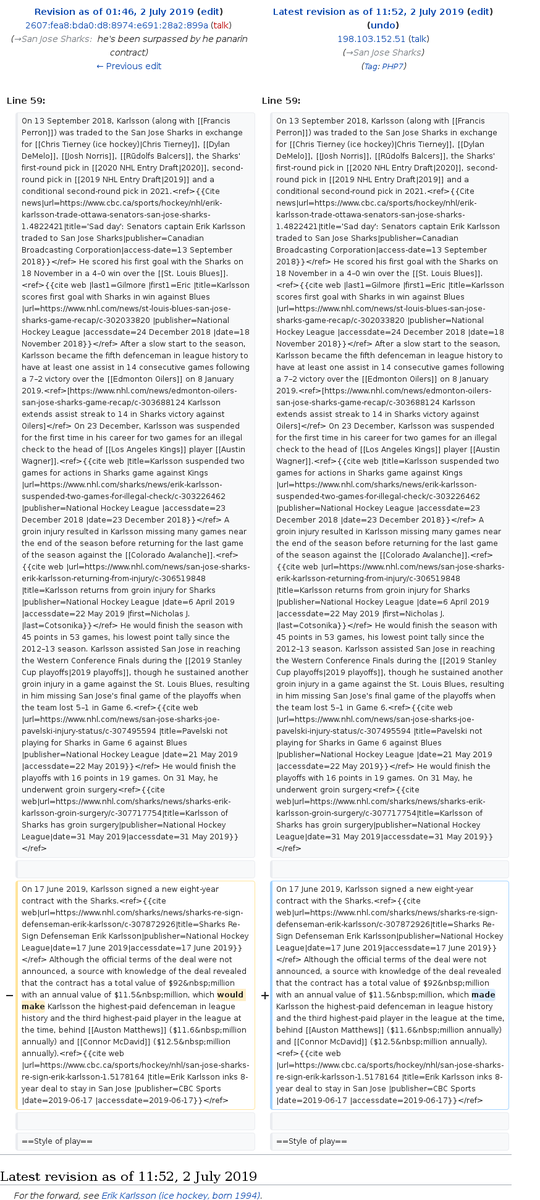 Revision as of 01:46, 2 July 2019 (edit)
2607:fea8:bda0:d8:8974:e691:28a2:899a (talk)
(→San Jose Sharks: he's been surpassed by he panarin
contract)
← Previous edit
Latest revision as of 11:52, 2 July 2019 (edit)
(undo)
198.103.152.51 (talk)
(→San Jose Sharks)
(Tag: PHP7)
Line 59:
Line 59:
On 13 September 2018, Karlsson (along with [[Francis
Perron]]) was traded to the San Jose Sharks in exchange
for [[Chris Tierney (ice hockey)|Chris Tierney]], [[Dylan
DeMelo]], [[Josh Norris]], [[Rūdolfs Balcers]], the Sharks'
first-round pick in [[2020 NHL Entry Draft|2020]], second-
round pick in [[2019 NHL Entry Draft|2019]] and a
conditional second-round pick in 2021.<ref>{{Cite
news|url=https://www.cbc.ca/sports/hockey/nhl/erik-
karlsson-trade-ottawa-senators-san-jose-sharks-
1.4822421|title='Sad day': Senators captain Erik Karlsson
traded to San Jose Sharks|publisher=Canadian
Broadcasting Corporation|access-date=13 September
2018}}</ref> He scored his first goal with the Sharks on
18 November in a 4–0 win over the [[St. Louis Blues]].
<ref>{{cite web |last1=Gilmore |first1=Eric |title=Karlsson
scores first goal with Sharks in win against Blues
|url=https://www.nhl.com/news/st-louis-blues-san-jose-
sharks-game-recap/c-302033820 |publisher=National
Hockey League |accessdate=24 December 2018 |date=18
November 2018}}</ref> After a slow start to the season,
Karlsson became the fifth defenceman in league history to
have at least one assist in 14 consecutive games following
a 7–2 victory over the [[Edmonton Oilers]] on 8 January
2019.<ref>[https://www.nhl.com/news/edmonton-oilers-
san-jose-sharks-game-recap/c-303688124 Karlsson
extends assist streak to 14 in Sharks victory against
Oilers]</ref> On 23 December, Karlsson was suspended
for the first time in his career for two games for an illegal
check to the head of [[Los Angeles Kings]] player [[Austin
Wagner]].<ref>{{cite web |title=Karlsson suspended two
games for actions in Sharks game against Kings
|url=https://www.nhl.com/news/erik-karlsson-
suspended-two-games-for-illegal-check/c-303226462
|publisher=National Hockey League |accessdate=23
December 2018 |date=23 December 2018}}</ref> A
groin injury resulted in Karlsson missing many games near
the end of the season before returning for the last game
of the season against the [[Colorado Avalanche]].<ref>
{{cite web |url=https://www.nhl.com/news/san-jose-sharks-
erik-karlsson-returning-from-injury/c-306519848
|title=Karlsson returns from groin injury for Sharks
|publisher=National Hockey League |date=6 April 2019
|accessdate=22 May 2019 |first=Nicholas J.
|last=Cotsonika}}</ref> He would finish the season with
45 points in 53 games, his lowest point tally since the
2012–13 season. Karlsson assisted San Jose in reaching
the Western Conference Finals during the [[2019 Stanley
Cup playoffs|2019 playoffs]], though he sustained another
groin injury in a game against the St. Louis Blues, resulting
in him missing San Jose's final game of the playoffs when
the team lost 5–1 in Game 6.<ref>{{cite web
|url=https://www.nhl.com/news/san-jose-sharks-joe-
pavelski-injury-status/c-307495594 |title=Pavelski not
playing for Sharks in Game 6 against Blues
|publisher=National Hockey League |date=21 May 2019
|accessdate=22 May 2019}}</ref> He would finish the
playoffs with 16 points in 19 games. On 31 May, he
underwent groin surgery.<ref>{{cite
web|url=https://www.nhl.com/sharks/news/sharks-erik-
karlsson-groin-surgery/c-307717754|title=Erik Karlsson of
Sharks has groin surgery|publisher=National Hockey
League|date=31 May 2019|accessdate=31 May 2019}}
</ref>
On 13 September 2018, Karlsson (along with [[Francis
Perron]]) was traded to the San Jose Sharks in exchange
for [[Chris Tierney (ice hockey)|Chris Tierney]], [[Dylan
DeMelo]], [[Josh Norris]], [[Rūdolfs Balcers]], the Sharks'
first-round pick in [[2020 NHL Entry Draft|2020]], second-
round pick in [[2019 NHL Entry Draft|2019]] and a
conditional second-round pick in 2021.<ref>{{Cite
news|url=https://www.cbc.ca/sports/hockey/nhl/erik-
karlsson-trade-ottawa-senators-san-jose-sharks-
1.4822421|title='Sad day': Senators captain Erik Karlsson
traded to San Jose Sharks|publisher=Canadian
Broadcasting Corporation|access-date=13 September
2018}}</ref> He scored his first goal with the Sharks on
18 November in a 4–0 win over the [[St. Louis Blues]].
<ref>{{cite web |last1=Gilmore |first1=Eric |title=Karlsson
scores first goal with Sharks in win against Blues
|url=https://www.nhl.com/news/st-louis-blues-san-jose-
sharks-game-recap/c-302033820 |publisher=National
Hockey League |accessdate=24 December 2018 |date=18
November 2018}}</ref> After a slow start to the season,
Karlsson became the fifth defenceman in league history to
have at least one assist in 14 consecutive games following
a 7–2 victory over the [[Edmonton Oilers]] on 8 January
2019.<ref>[https://www.nhl.com/news/edmonton-oilers-
san-jose-sharks-game-recap/c-303688124 Karlsson
extends assist streak to 14 in Sharks victory against
Oilers]</ref> On 23 December, Karlsson was suspended
for the first time in his career for two games for an illegal
check to the head of [[Los Angeles Kings]] player [[Austin
Wagner]].<ref>{{cite web |title=Karlsson suspended two
games for actions in Sharks game against Kings
|url=https://www.nhl.com/news/erik-karlsson-
suspended-two-games-for-illegal-check/c-303226462
|publisher=National Hockey League |accessdate=23
December 2018 |date=23 December 2018}}</ref> A
groin injury resulted in Karlsson missing many games near
the end of the season before returning for the last game
of the season against the [[Colorado Avalanche]].<ref>
{{cite web |url=https://www.nhl.com/news/san-jose-sharks-
erik-karlsson-returning-from-injury/c-306519848
|title=Karlsson returns from groin injury for Sharks
|publisher=National Hockey League |date=6 April 2019
|accessdate=22 May 2019 |first=Nicholas J.
|last=Cotsonika}}</ref> He would finish the season with
45 points in 53 games, his lowest point tally since the
2012–13 season. Karlsson assisted San Jose in reaching
the Western Conference Finals during the [[2019 Stanley
Cup playoffs|2019 playoffs]], though he sustained another
groin injury in a game against the St. Louis Blues, resulting
in him missing San Jose's final game of the playoffs when
the team lost 5–1 in Game 6.<ref>{{cite web
|url=https://www.nhl.com/news/san-jose-sharks-joe-
pavelski-injury-status/c-307495594 |title=Pavelski not
playing for Sharks in Game 6 against Blues
|publisher=National Hockey League |date=21 May 2019
|accessdate=22 May 2019}}</ref> He would finish the
playoffs with 16 points in 19 games. On 31 May, he
underwent groin surgery.<ref>{{cite
web|url=https://www.nhl.com/sharks/news/sharks-erik-
karlsson-groin-surgery/c-307717754|title=Erik Karlsson of
Sharks has groin surgery|publisher=National Hockey
League|date=31 May 2019|accessdate=31 May 2019}}
</ref>
On 17 June 2019, Karlsson signed a new eight-year
contract with the Sharks.<ref>{{cite
web|url=https://www.nhl.com/sharks/news/sharks-re-sign-
defenseman-erik-karlsson/c-307872926|title=Sharks Re-
Sign Defenseman Erik Karlsson|publisher=National Hockey
League|date=17 June 2019|accessdate=17 June 2019}}
</ref> Although the official terms of the deal were not
announced, a source with knowledge of the deal revealed
that the contract has a total value of $92&nbsp;million
− with an annual value of $11.5&nbsp;million, which would
make Karlsson the highest-paid defenceman in league
history and the third highest-paid player in the league at
the time, behind [[Auston Matthews]] ($11.6&nbsp;million
annually) and [[Connor McDavid]] ($12.5&nbsp;million
annually).<ref>{{cite web
|url=https://www.cbc.ca/sports/hockey/nhl/san-jose-sharks-
re-sign-erik-karlsson-1.5178164 |title=Erik Karlsson inks 8-
year deal to stay in San Jose |publisher=CBC Sports
|date=2019-06-17 |accessdate=2019-06-17}}</ref>
On 17 June 2019, Karlsson signed a new eight-year
contract with the Sharks.<ref>{{cite
web|url=https://www.nhl.com/sharks/news/sharks-re-sign-
defenseman-erik-karlsson/c-307872926|title=Sharks Re-
Sign Defenseman Erik Karlsson|publisher=National Hockey
League|date=17 June 2019|accessdate=17 June 2019}}
</ref> Although the official terms of the deal were not
announced, a source with knowledge of the deal revealed
that the contract has a total value of $92&nbsp;million
+ with an annual value of $11.5&nbsp;million, which made
Karlsson the highest-paid defenceman in league history
and the third highest-paid player in the league at the time,
behind [[Auston Matthews]] ($11.6&nbsp;million
annually) and [[Connor McDavid]] ($12.5&nbsp;million
annually).<ref>{{cite web
|url=https://www.cbc.ca/sports/hockey/nhl/san-jose-sharks-
re-sign-erik-karlsson-1.5178164 |title=Erik Karlsson inks 8-
year deal to stay in San Jose |publisher=CBC Sports
|date=2019-06-17 |accessdate=2019-06-17}}</ref>
==Style of play==
==Style of play==
Latest revision as of 11:52, 2 July 2019
For the forward, see Erik Karlsson (ice hockey, born 1994).